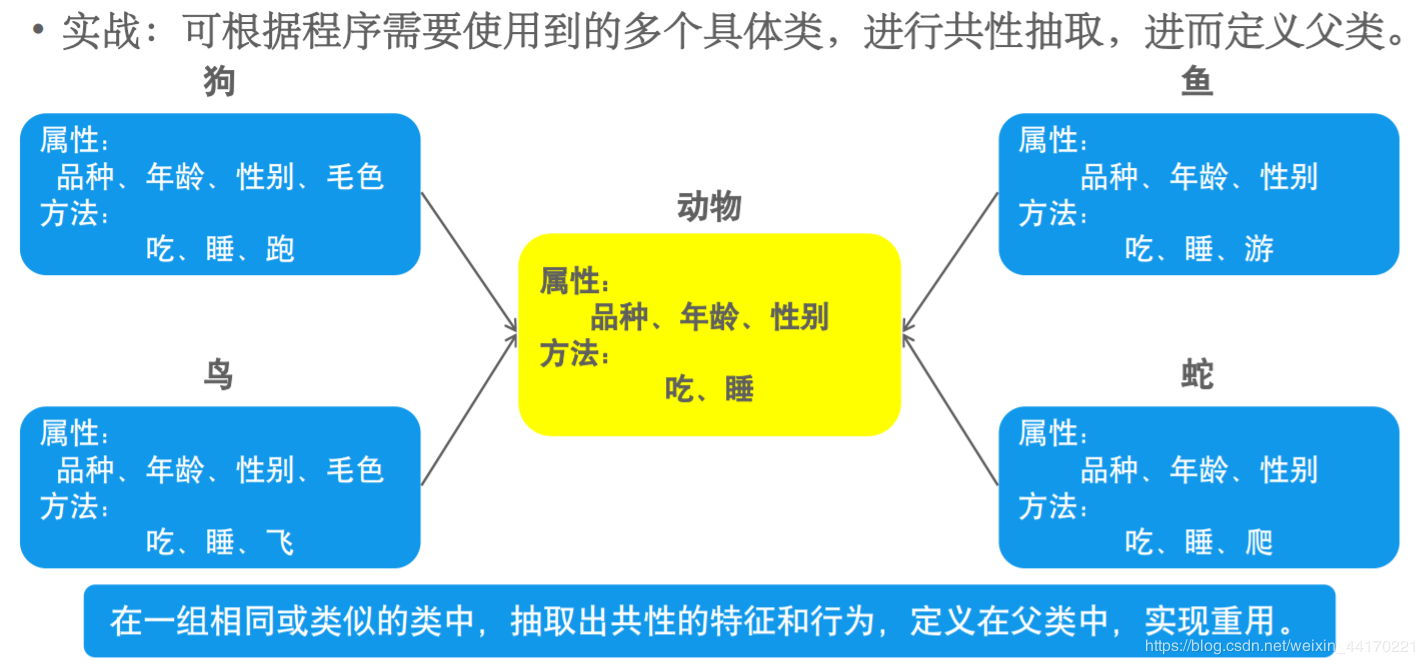 • 实战：可根据程序需要使用到的多个具体类，进行共性抽取，进而定义父类。
狗
属性：
品种、年龄、性别、毛色
方法：
吃、睡、跑
鱼
属性：
品种、年龄、性别
方法：
吃、睡、游
动物
属性：
品种、年龄、性别
方法：
吃、睡
鸟
属性：
品种、年龄、性别、毛色
方法：
吃、睡、飞
蛇
属性：
品种、年龄、性别
方法：
吃、睡、爬
在一组相同或类似的类中，抽取出共性的特征和行为，定义在父类中，实现重用。
https://blog.csdn.net/weixin_44170221